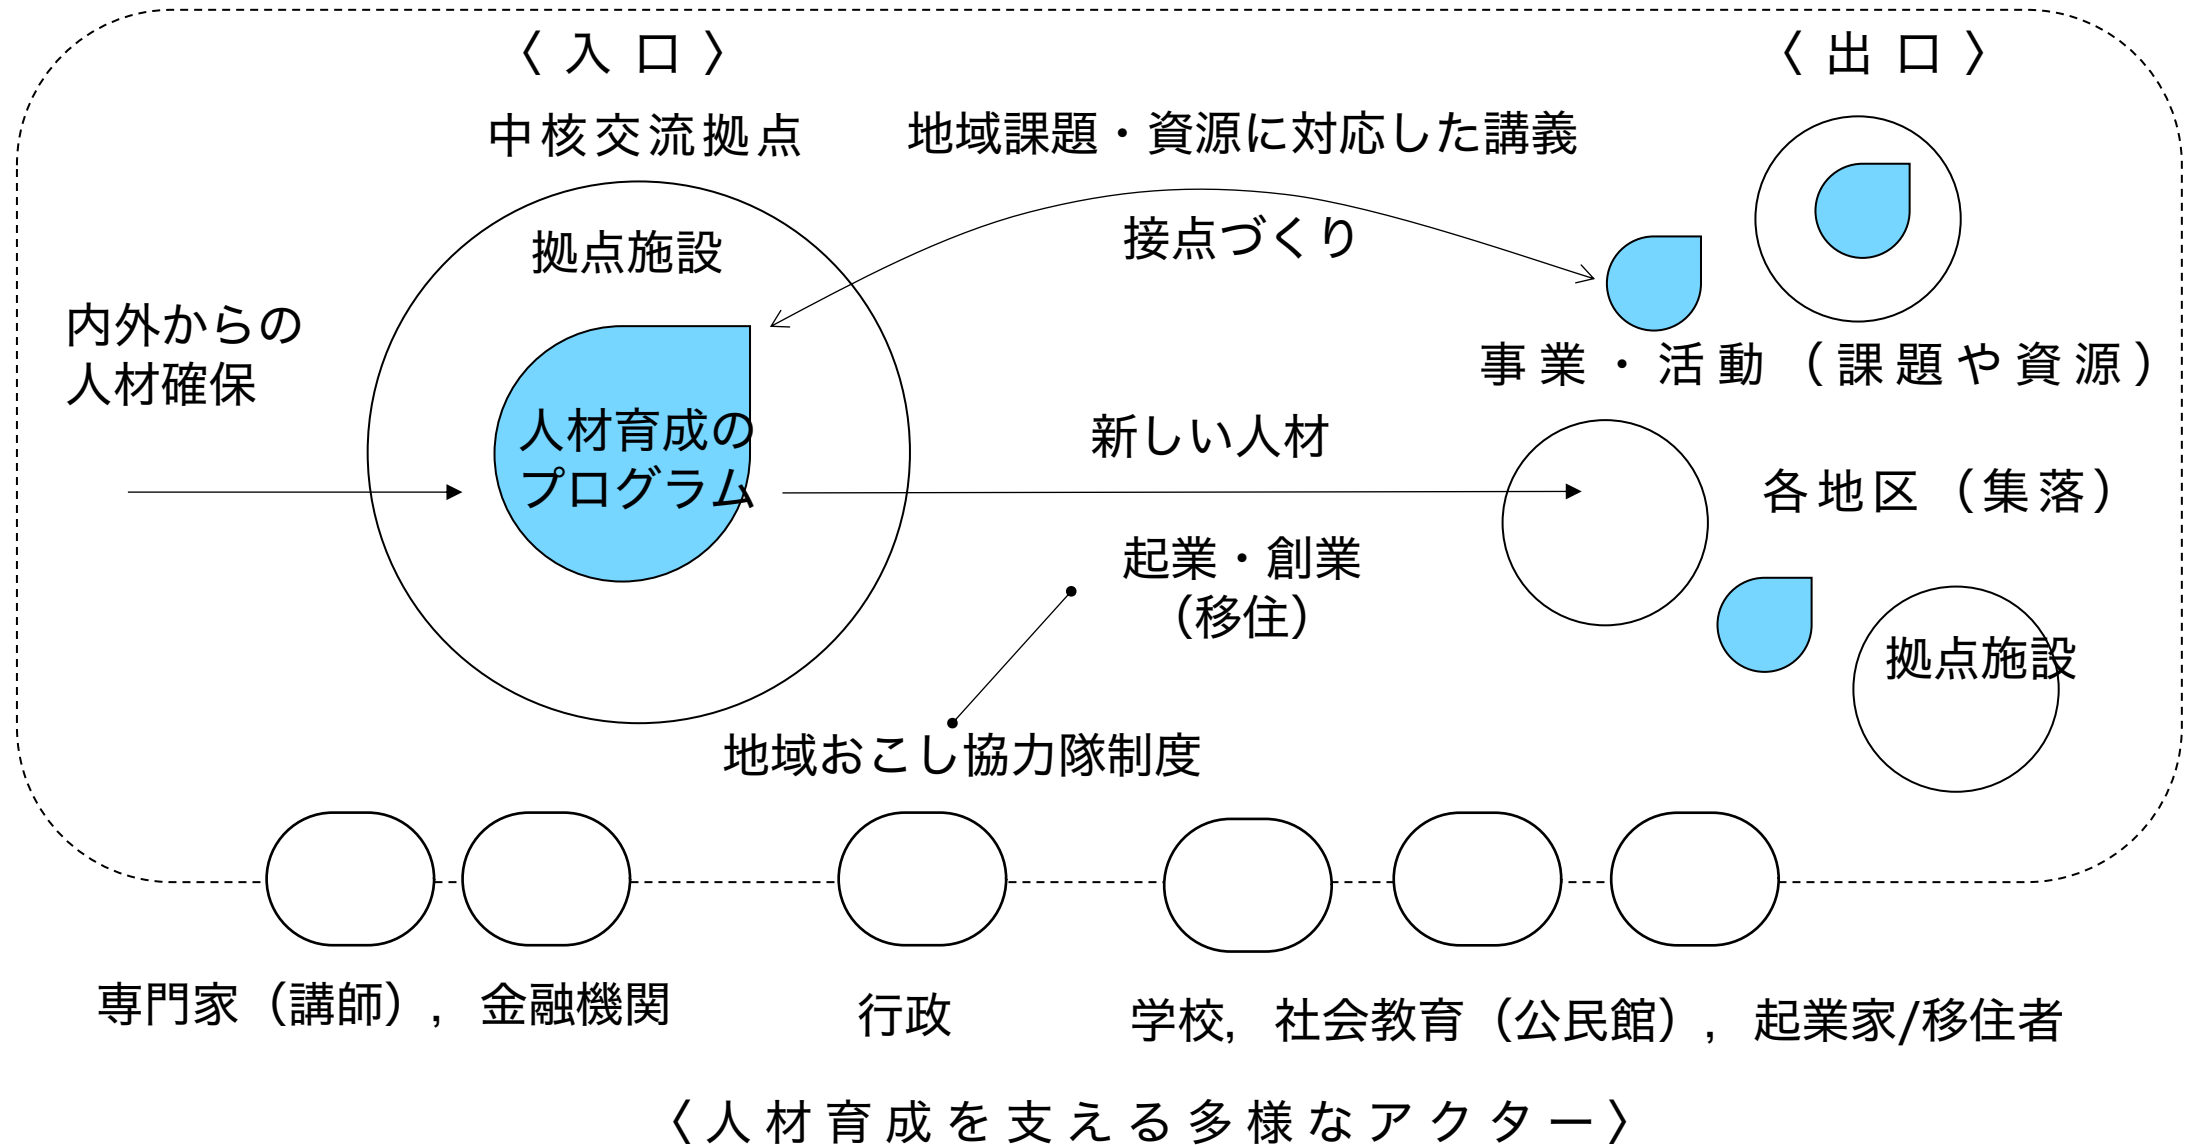 〈入口〉
〈出口〉
中核交流拠点
地域課題・資源に対応した講義
拠点施設
接点づくり
内外からの
人材確保
事業・活動（課題や資源）
人材育成の
プログラム
新しい人材
各地区（集落）
起業・創業
（移住）
拠点施設
地域おこし協力隊制度
専門家（講師），金融機関
行政
学校，社会教育（公民館），起業家/移住者
〈人材育成を支える多様なアクター〉